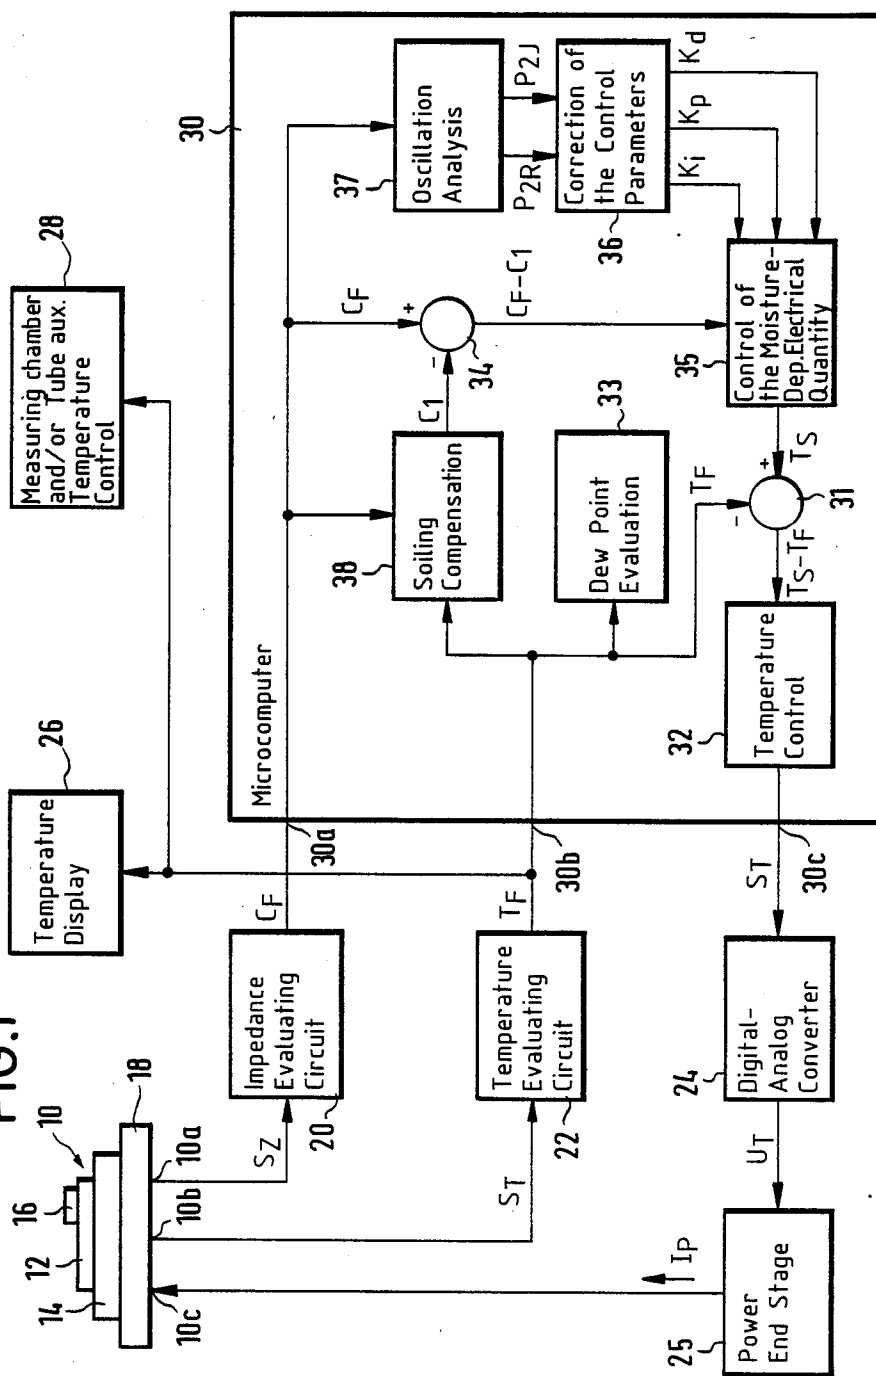 FIG.1
10
16
12
14
18
10a
10b
10c
SZ
ST
Impedance
Evaluating
Circuit
20
Temperature
Evaluating
Circuit
22
CF
TF
Temperature
Display
26
Measuring chamber
and/or Tube aux.
Temperature
Control
28
Microcomputer
30
30a
30b
30c
Soiling
Compensation
38
C1
CF
+
-
34
CF-C1
Oscillation
Analysis
37
P2R
P2J
Correction of
the Control
Parameters
36
Ki
Kp
Kd
Dew Point
Evaluation
33
Control of
the Moisture-
Dep.Electrical
Quantity
35
TS
TF
+
-
31
TS-TF
Temperature
Control
32
ST
Digital-
Analog
Converter
24
UT
Power
End Stage
25
IP